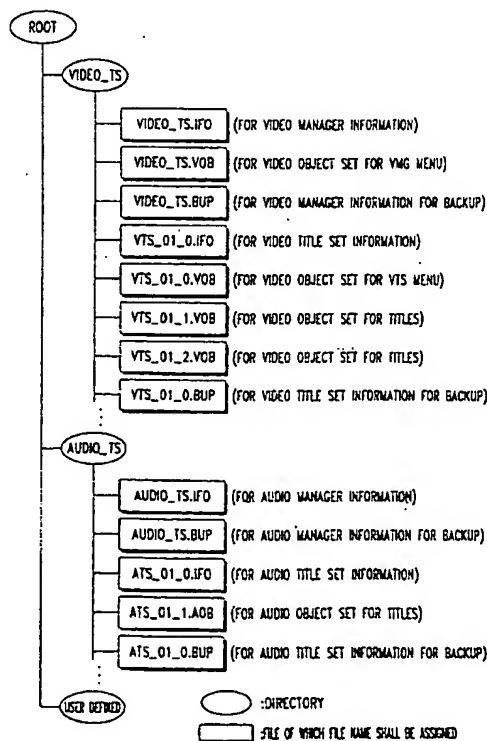 ROOT
VIDEO_TS
VIDEO_TS.IFO (FOR VIDEO MANAGER INFORMATION)
VIDEO_TS.VOB (FOR VIDEO OBJECT SET FOR VMG MENU)
VIDEO_TS.BUP (FOR VIDEO MANAGER INFORMATION FOR BACKUP)
VTS_01_0.IFO (FOR VIDEO TITLE SET INFORMATION)
VTS_01_0.VOB (FOR VIDEO OBJECT SET FOR VTS MENU)
VTS_01_1.VOB (FOR VIDEO OBJECT SET FOR TITLES)
VTS_01_2.VOB (FOR VIDEO OBJECT SET FOR TITLES)
VTS_01_0.BUP (FOR VIDEO TITLE SET INFORMATION FOR BACKUP)
AUDIO_TS
AUDIO_TS.IFO (FOR AUDIO MANAGER INFORMATION)
AUDIO_TS.BUP (FOR AUDIO MANAGER INFORMATION FOR BACKUP)
ATS_01_0.IFO (FOR AUDIO TITLE SET INFORMATION)
ATS_01_1.AOB (FOR AUDIO OBJECT SET FOR TITLES)
ATS_01_0.BUP (FOR AUDIO TITLE SET INFORMATION FOR BACKUP)
USER DEFINED
:DIRECTORY
:FILE OF WHICH FILE NAME SHALL BE ASSIGNED